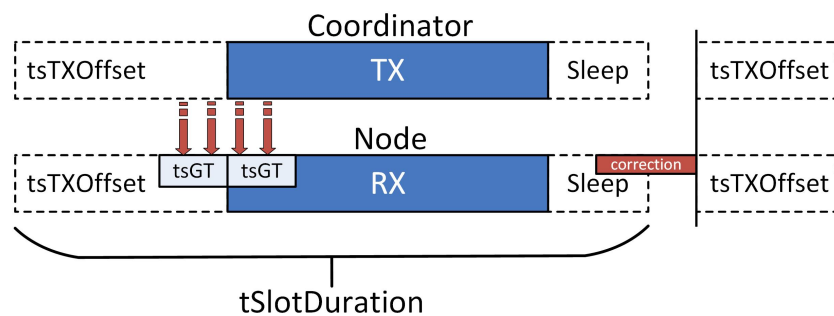 Coordinator
tsTXOffset TX Sleep tsTXOffset
Node
tsTXOffset tsGT tsGT RX Sleep correction tsTXOffset
tSlotDuration